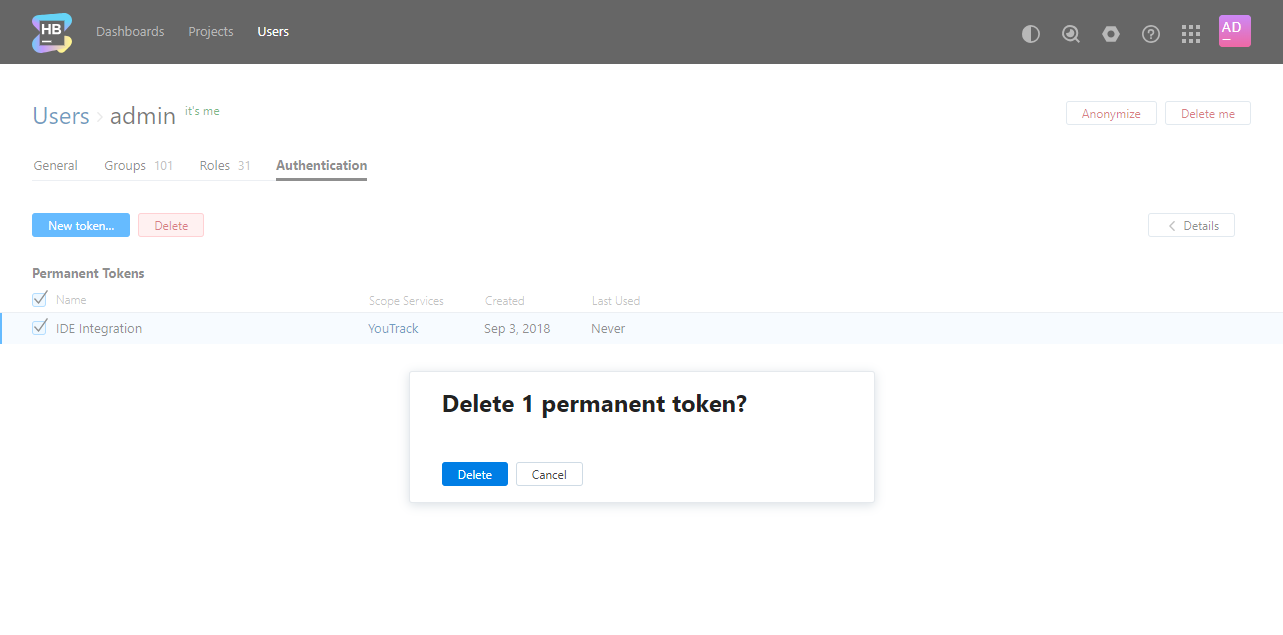 HB Dashboards Projects Users AD
Users › admin it's me Anonymize Delete me
General Groups 101 Roles 31 Authentication
New token... Delete Details
Permanent Tokens
Name Scope Services Created Last Used
IDE Integration YouTrack Sep 3, 2018 Never
Delete 1 permanent token?
Delete Cancel